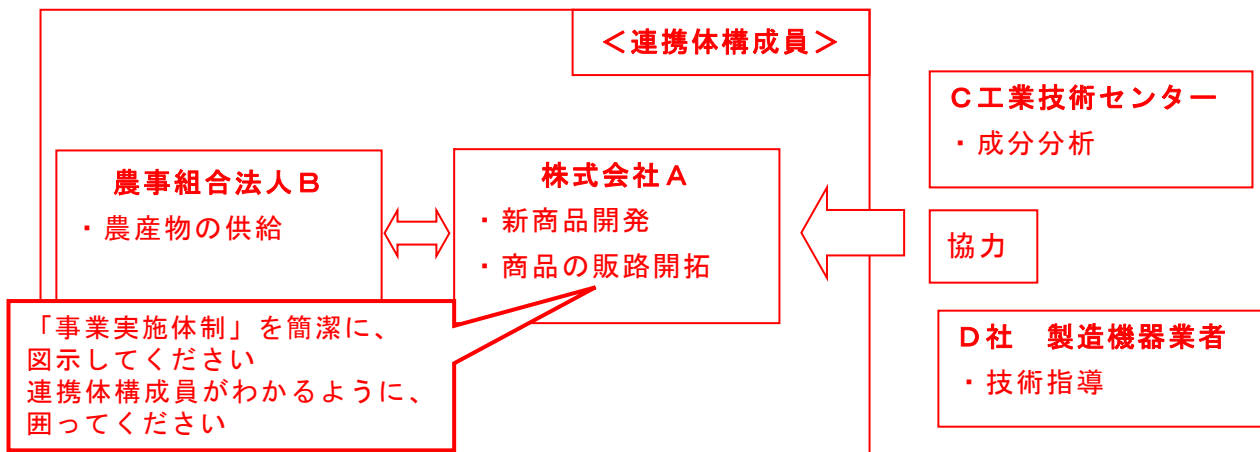 ＜連携体構成員＞
農事組合法人Ｂ
・農産物の供給
株式会社Ａ
・新商品開発
・商品の販路開拓
Ｃ工業技術センター
・成分分析
協力
Ｄ社　製造機器業者
・技術指導
「事業実施体制」を簡潔に、
図示してください
連携体構成員がわかるように、
囲ってください